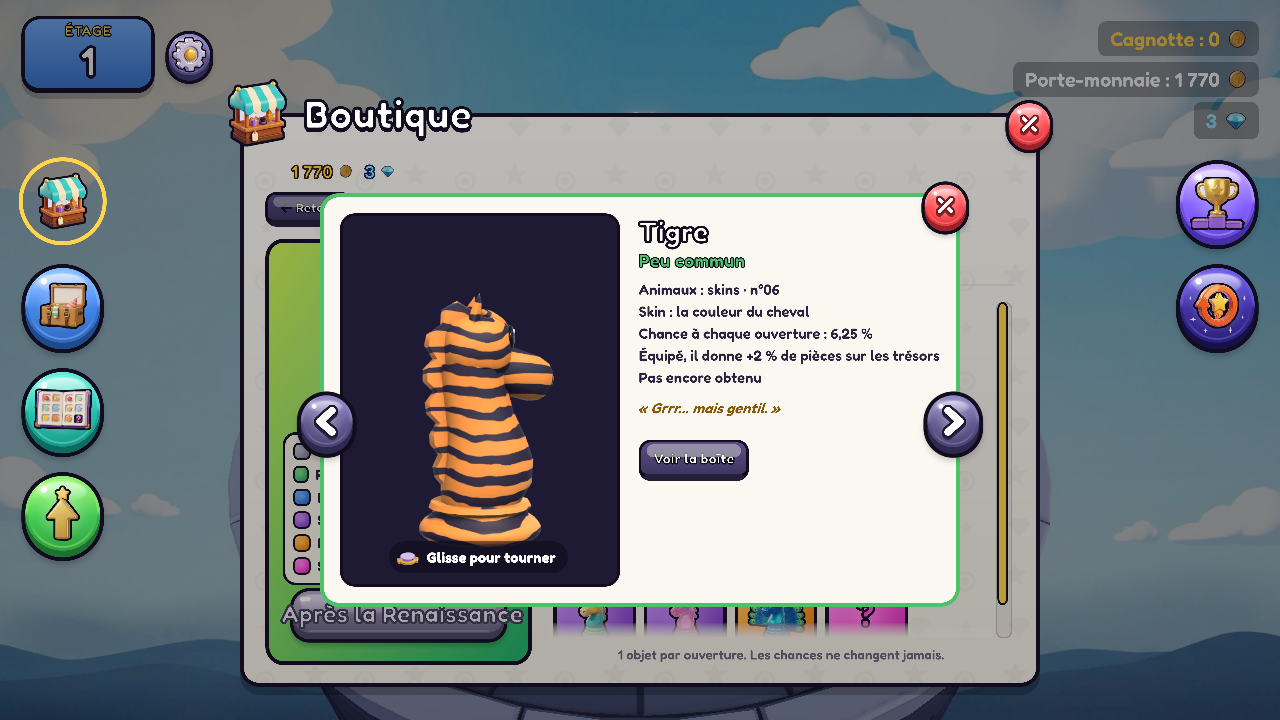 ÉTAGE
1
Cagnotte : 0
Porte-monnaie : 1 770
3
Boutique
1 770 3
Tigre
Peu commun
Animaux : skins · n°06
Skin : la couleur du cheval
Chance à chaque ouverture : 6,25 %
Équipé, il donne +2 % de pièces sur les trésors
Pas encore obtenu
« Grrr... mais gentil. »
Voir la boîte
Glisse pour tourner
Après la Renaissance
?
1 objet par ouverture. Les chances ne changent jamais.